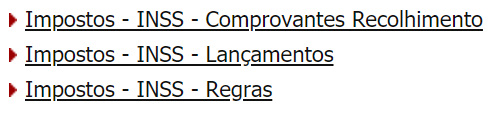 Impostos - INSS - Comprovantes Recolhimento
Impostos - INSS - Lançamentos
Impostos - INSS - Regras